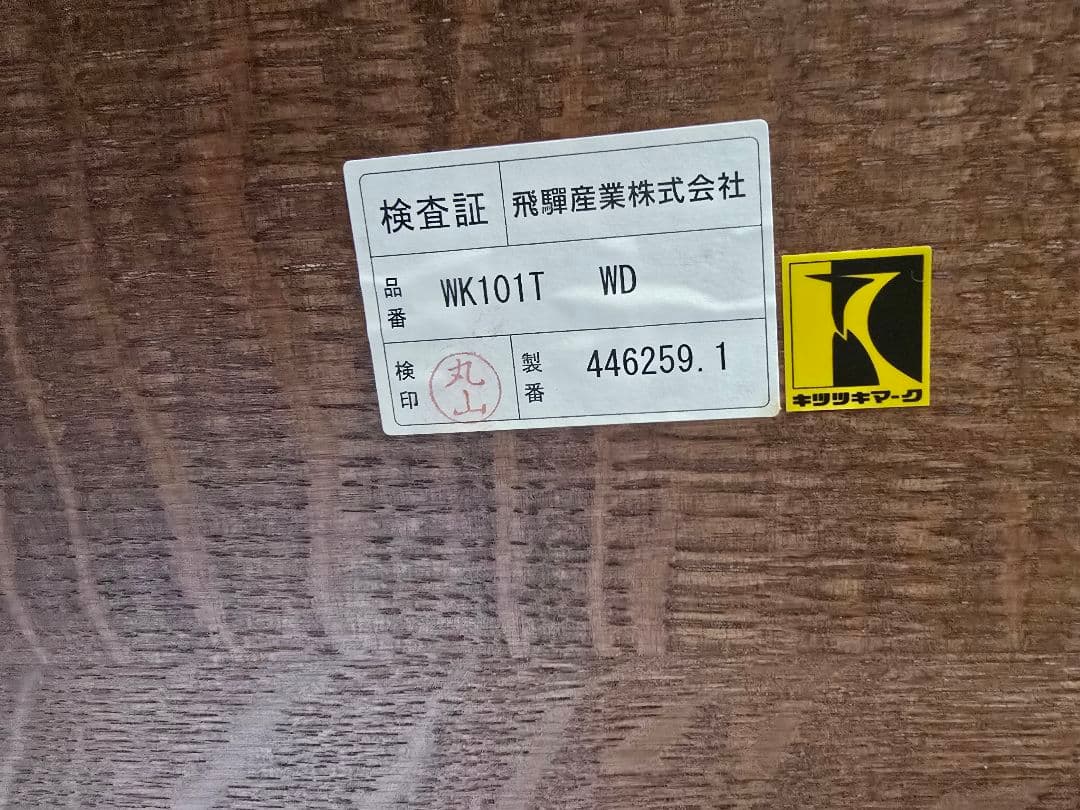 検査証 飛驒産業株式会社
品番 WK101T WD
検印 丸山 製番 446259.1
キツツキマーク